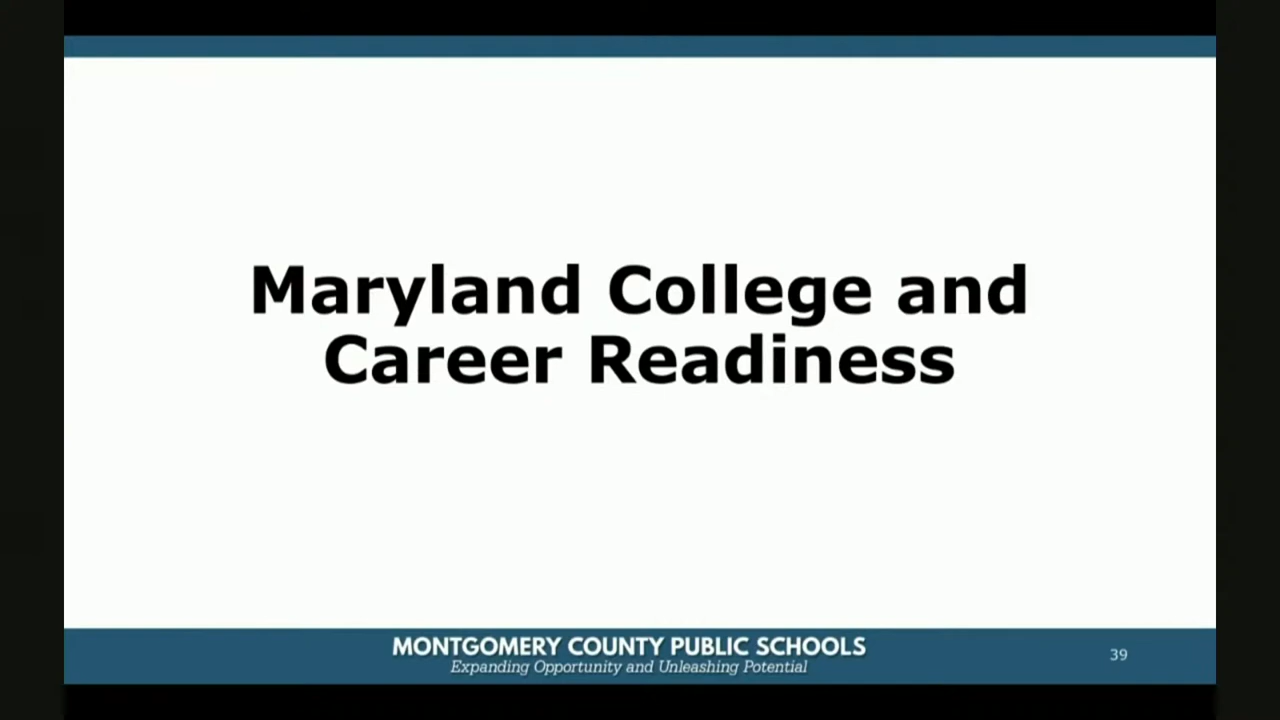 Maryland College and
Career Readiness
MONTGOMERY COUNTY PUBLIC SCHOOLS
Expanding Opportunity and Unleashing Potential
39